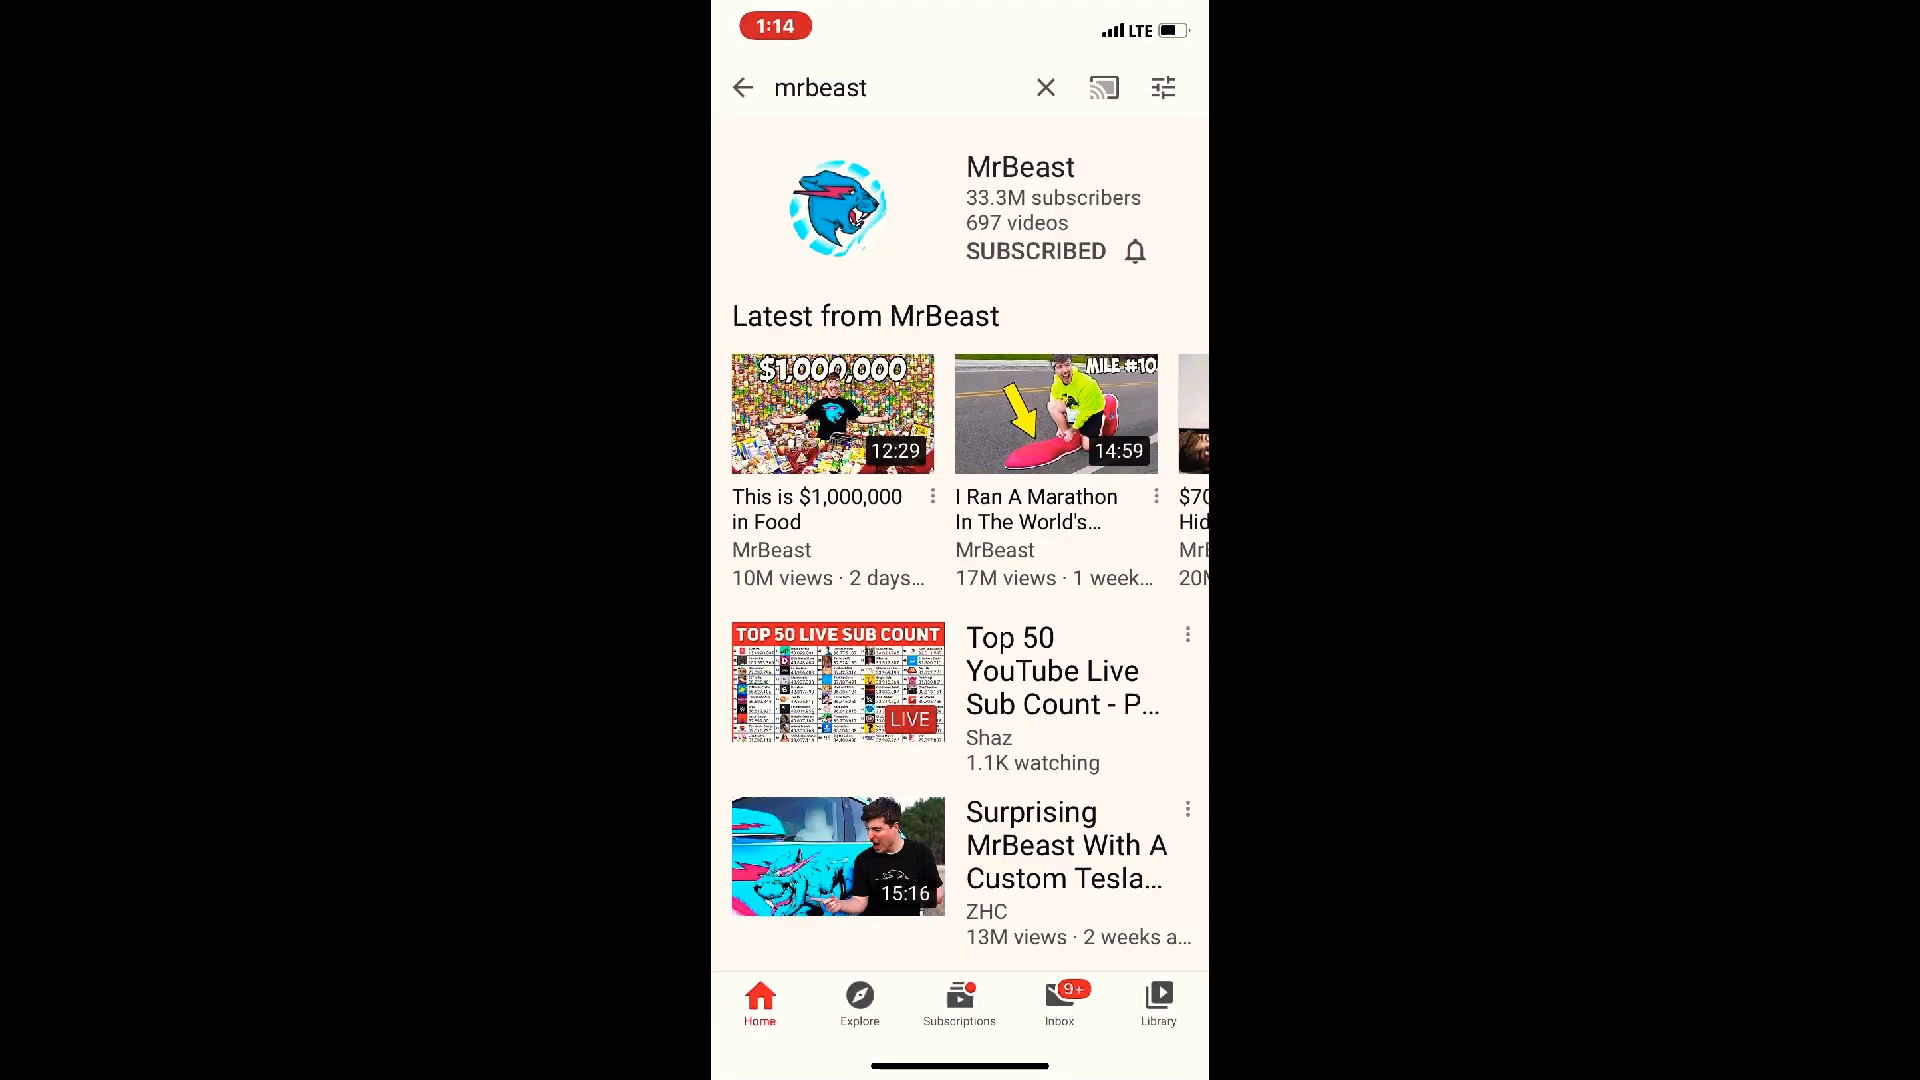 1:14
LTE
mrbeast
MrBeast
33.3M subscribers
697 videos
SUBSCRIBED
Latest from MrBeast
$1,000,000
12:29
MILE #10
14:59
This is $1,000,000
in Food
MrBeast
10M views · 2 days...
I Ran A Marathon
In The World's...
MrBeast
17M views · 1 week...
$70
Hid
MrB
20M
TOP 50 LIVE SUB COUNT
LIVE
Top 50
YouTube Live
Sub Count - P...
Shaz
1.1K watching
15:16
Surprising
MrBeast With A
Custom Tesla...
ZHC
13M views · 2 weeks a...
Home
Explore
Subscriptions
9+
Inbox
Library